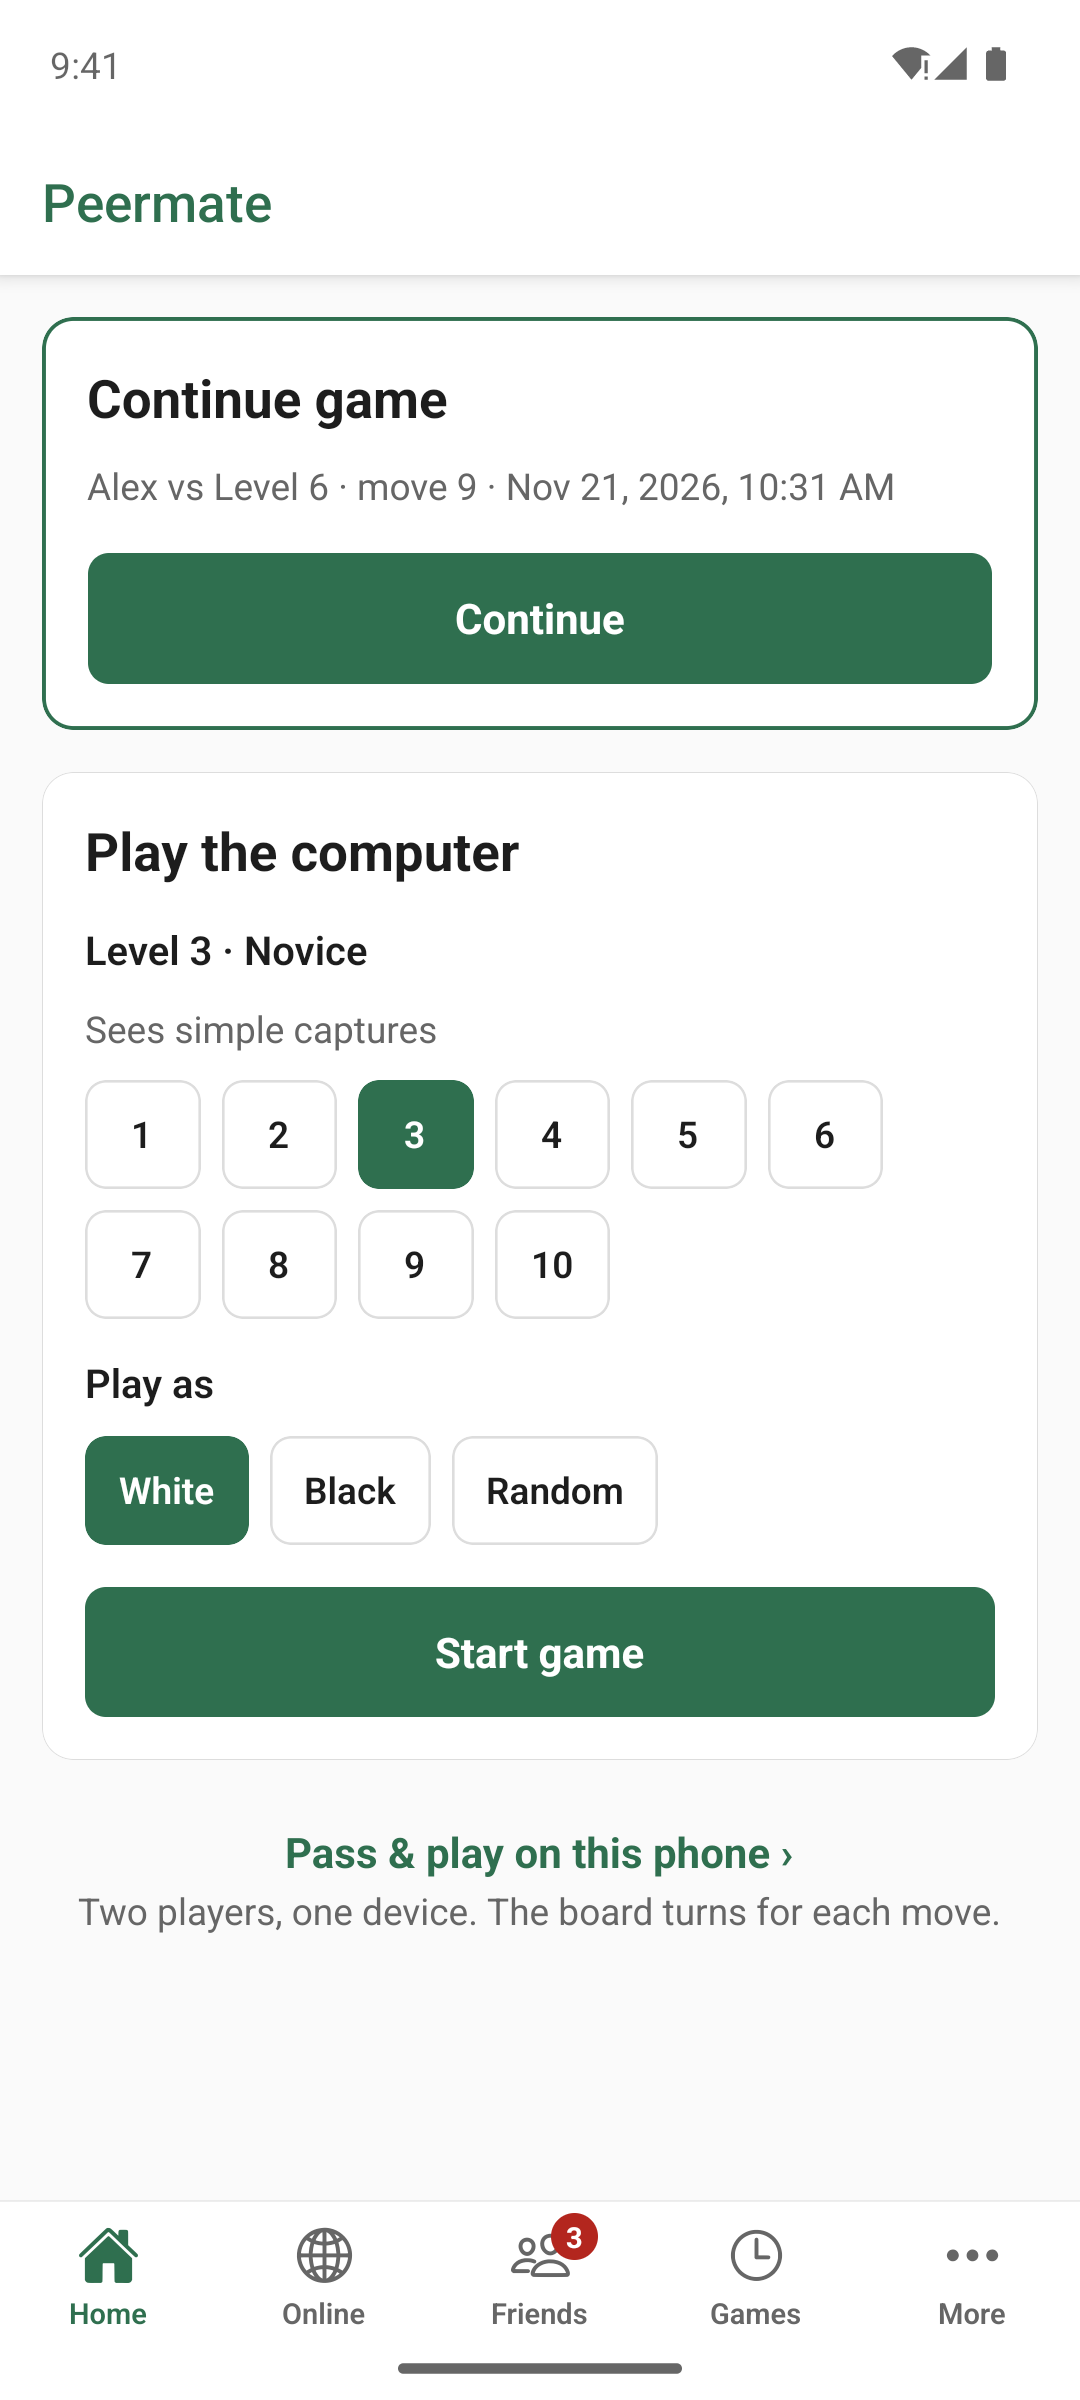 9:41
Peermate
Continue game
Alex vs Level 6 · move 9 · Nov 21, 2026, 10:31 AM
Continue
Play the computer
Level 3 · Novice
Sees simple captures
1 2 3 4 5 6
7 8 9 10
Play as
White Black Random
Start game
Pass & play on this phone ›
Two players, one device. The board turns for each move.
3
Home Online Friends Games More